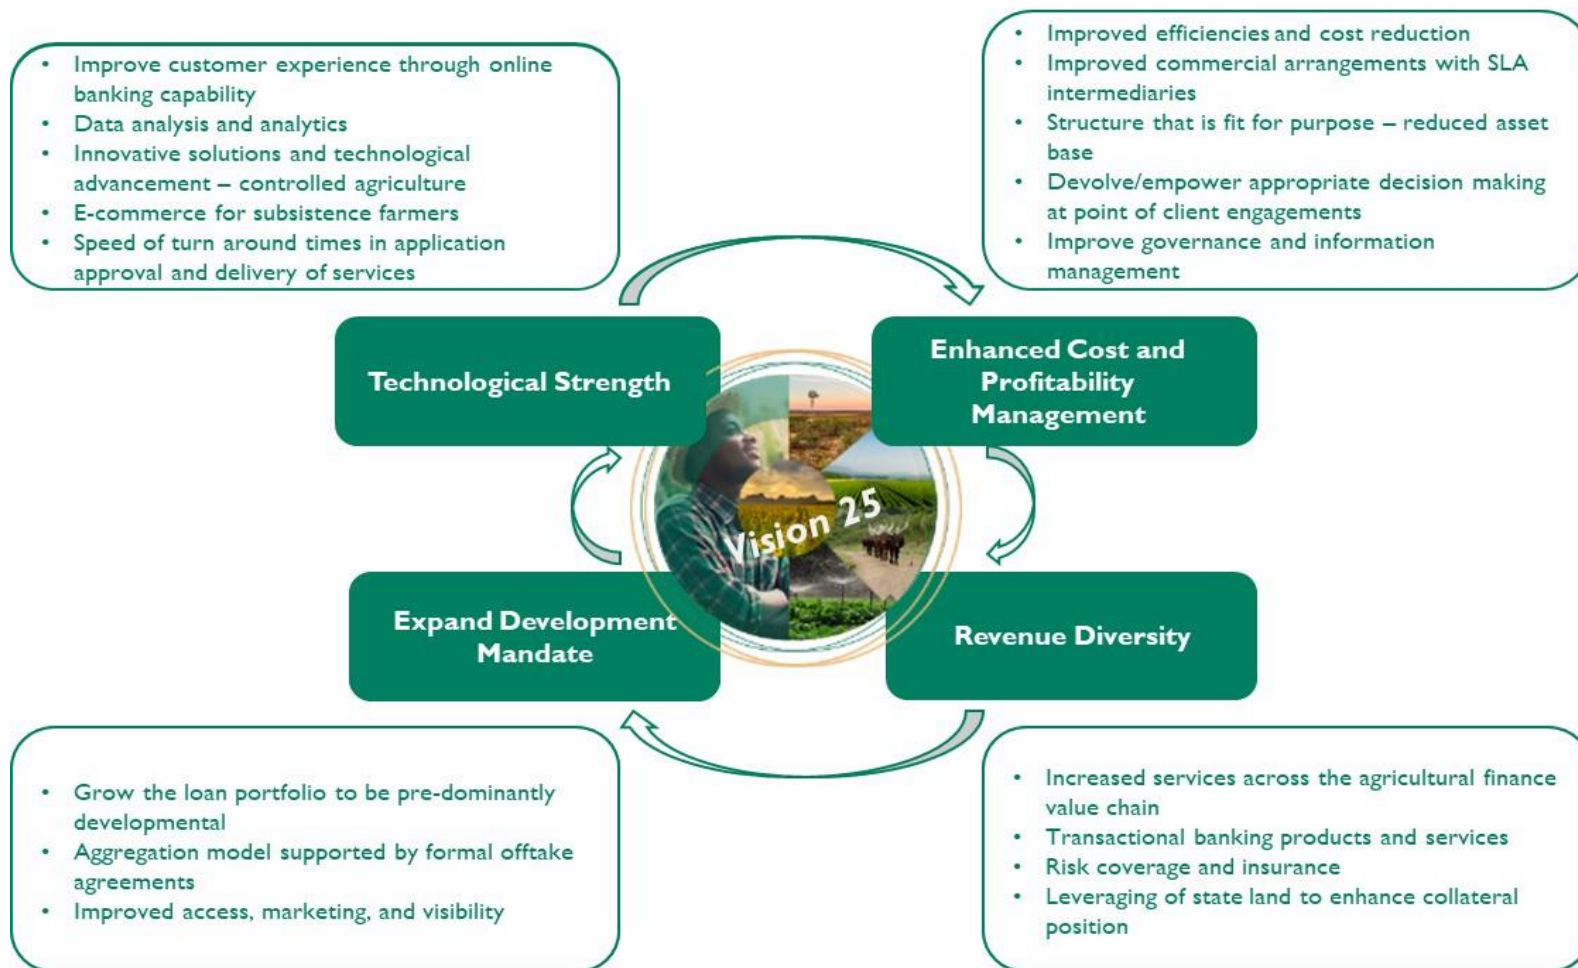 • Improve customer experience through online
banking capability
• Data analysis and analytics
• Innovative solutions and technological
advancement – controlled agriculture
• E-commerce for subsistence farmers
• Speed of turn around times in application
approval and delivery of services
• Improved efficiencies and cost reduction
• Improved commercial arrangements with SLA
intermediaries
• Structure that is fit for purpose – reduced asset
base
• Devolve/empower appropriate decision making
at point of client engagements
• Improve governance and information
management
Technological Strength
Enhanced Cost and
Profitability
Management
Vision 25
Expand Development
Mandate
Revenue Diversity
• Grow the loan portfolio to be pre-dominantly
developmental
• Aggregation model supported by formal offtake
agreements
• Improved access, marketing, and visibility
• Increased services across the agricultural finance
value chain
• Transactional banking products and services
• Risk coverage and insurance
• Leveraging of state land to enhance collateral
position